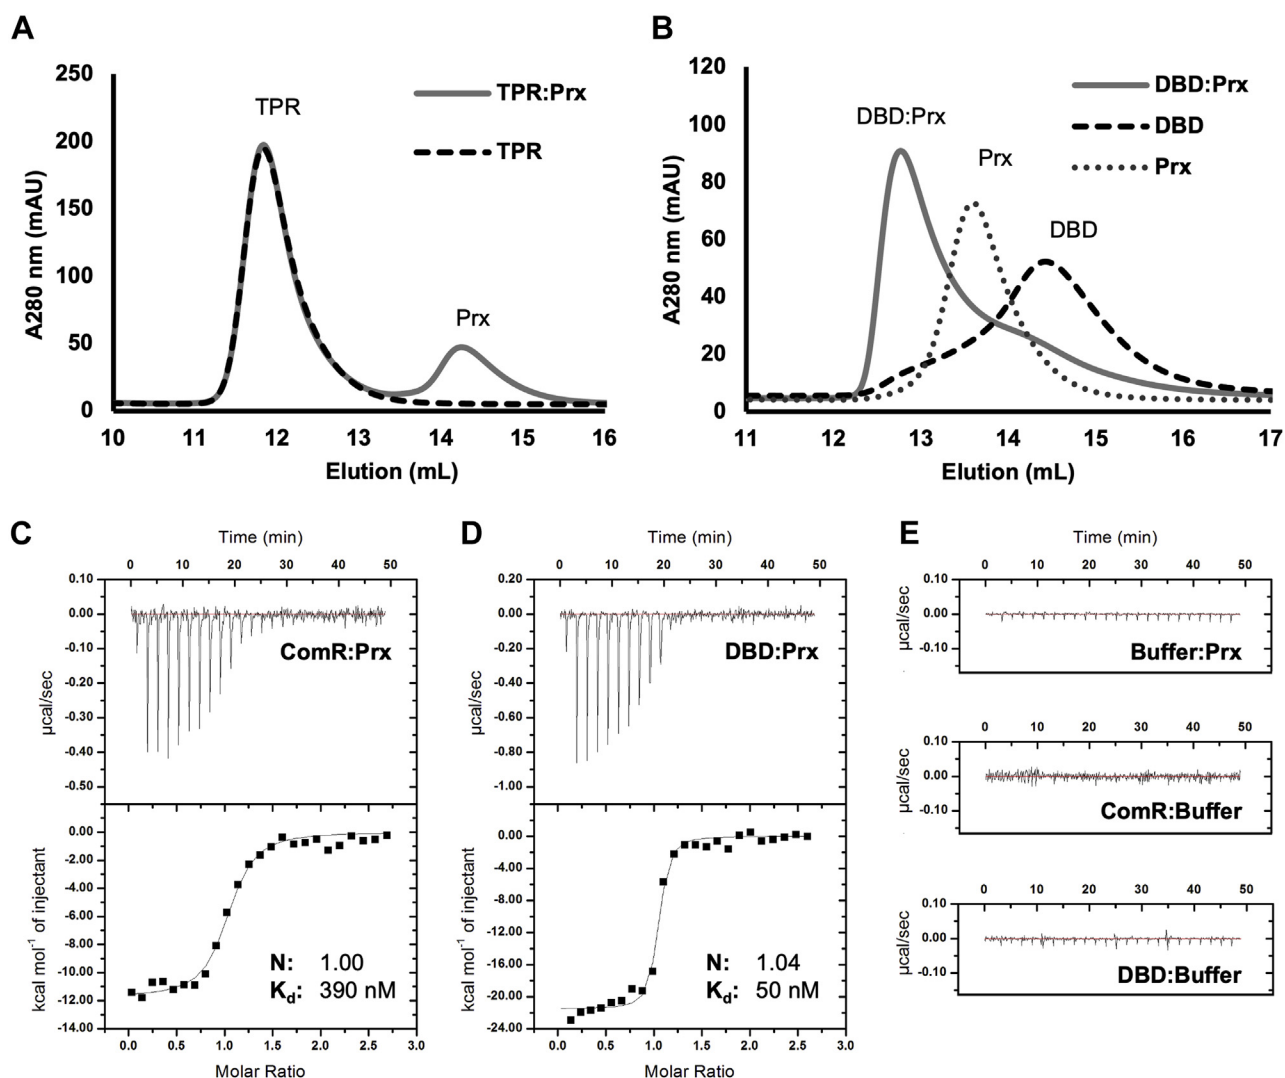 A
250
200
150
100
50
0
A280 nm (mAU)
TPR
Prx
TPR:Prx
TPR
10 11 12 13 14 15 16
Elution (mL)
B
120
100
80
60
40
20
0
A280 nm (mAU)
DBD:Prx
Prx
DBD
DBD:Prx
DBD
Prx
11 12 13 14 15 16 17
Elution (mL)
C
Time (min)
0 10 20 30 40 50
0.10
0.00
-0.10
-0.20
-0.30
-0.40
-0.50
µcal/sec
ComR:Prx
0.00
-2.00
-4.00
-6.00
-8.00
-10.00
-12.00
-14.00
kcal mol-1 of injectant
N: 1.00
Kd: 390 nM
0.0 0.5 1.0 1.5 2.0 2.5 3.0
Molar Ratio
D
Time (min)
0 10 20 30 40 50
0.20
0.00
-0.20
-0.40
-0.60
-0.80
-1.00
µcal/sec
DBD:Prx
0.00
-4.00
-8.00
-12.00
-16.00
-20.00
-24.00
kcal mol-1 of injectant
N: 1.04
Kd: 50 nM
0.0 0.5 1.0 1.5 2.0 2.5 3.0
Molar Ratio
E
Time (min)
0 10 20 30 40 50
0.10
0.00
-0.10
µcal/sec
Buffer:Prx
0 10 20 30 40 50
0.10
0.00
-0.10
µcal/sec
ComR:Buffer
0 10 20 30 40 50
0.10
0.00
-0.10
µcal/sec
DBD:Buffer